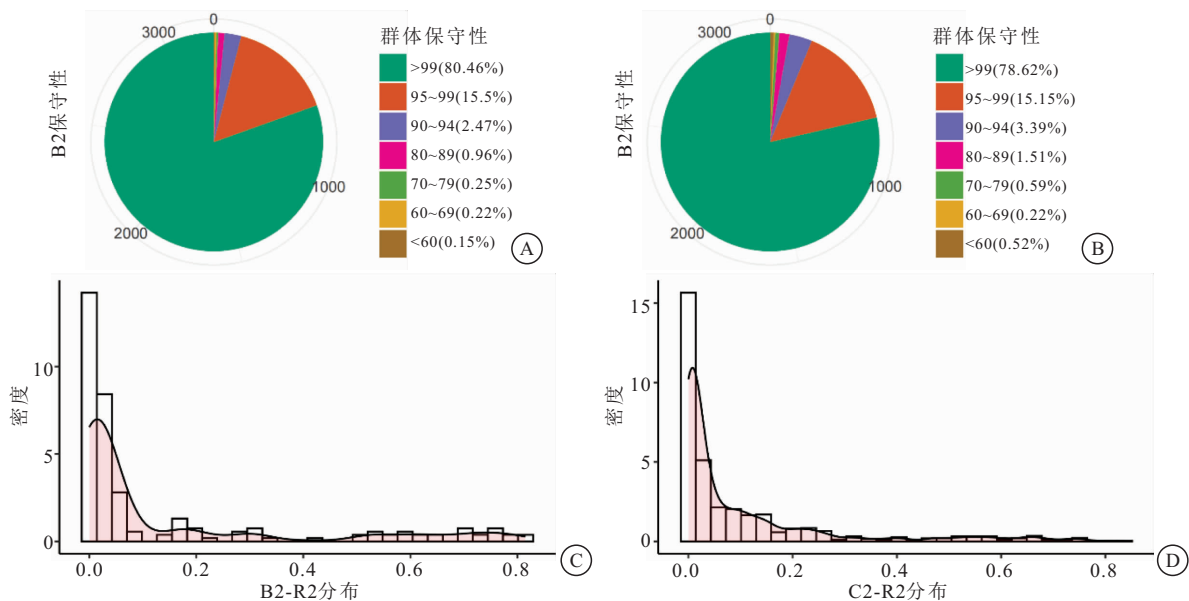 0
3000
1000
2000
B2保守性
群体保守性
>99(80.46%)
95~99(15.5%)
90~94(2.47%)
80~89(0.96%)
70~79(0.25%)
60~69(0.22%)
<60(0.15%)
A
0
3000
1000
2000
B2保守性
群体保守性
>99(78.62%)
95~99(15.15%)
90~94(3.39%)
80~89(1.51%)
70~79(0.59%)
60~69(0.22%)
<60(0.52%)
B
密度
10
5
0
0.0 0.2 0.4 0.6 0.8
B2-R2分布
C
密度
15
10
5
0
0.0 0.2 0.4 0.6 0.8
C2-R2分布
D